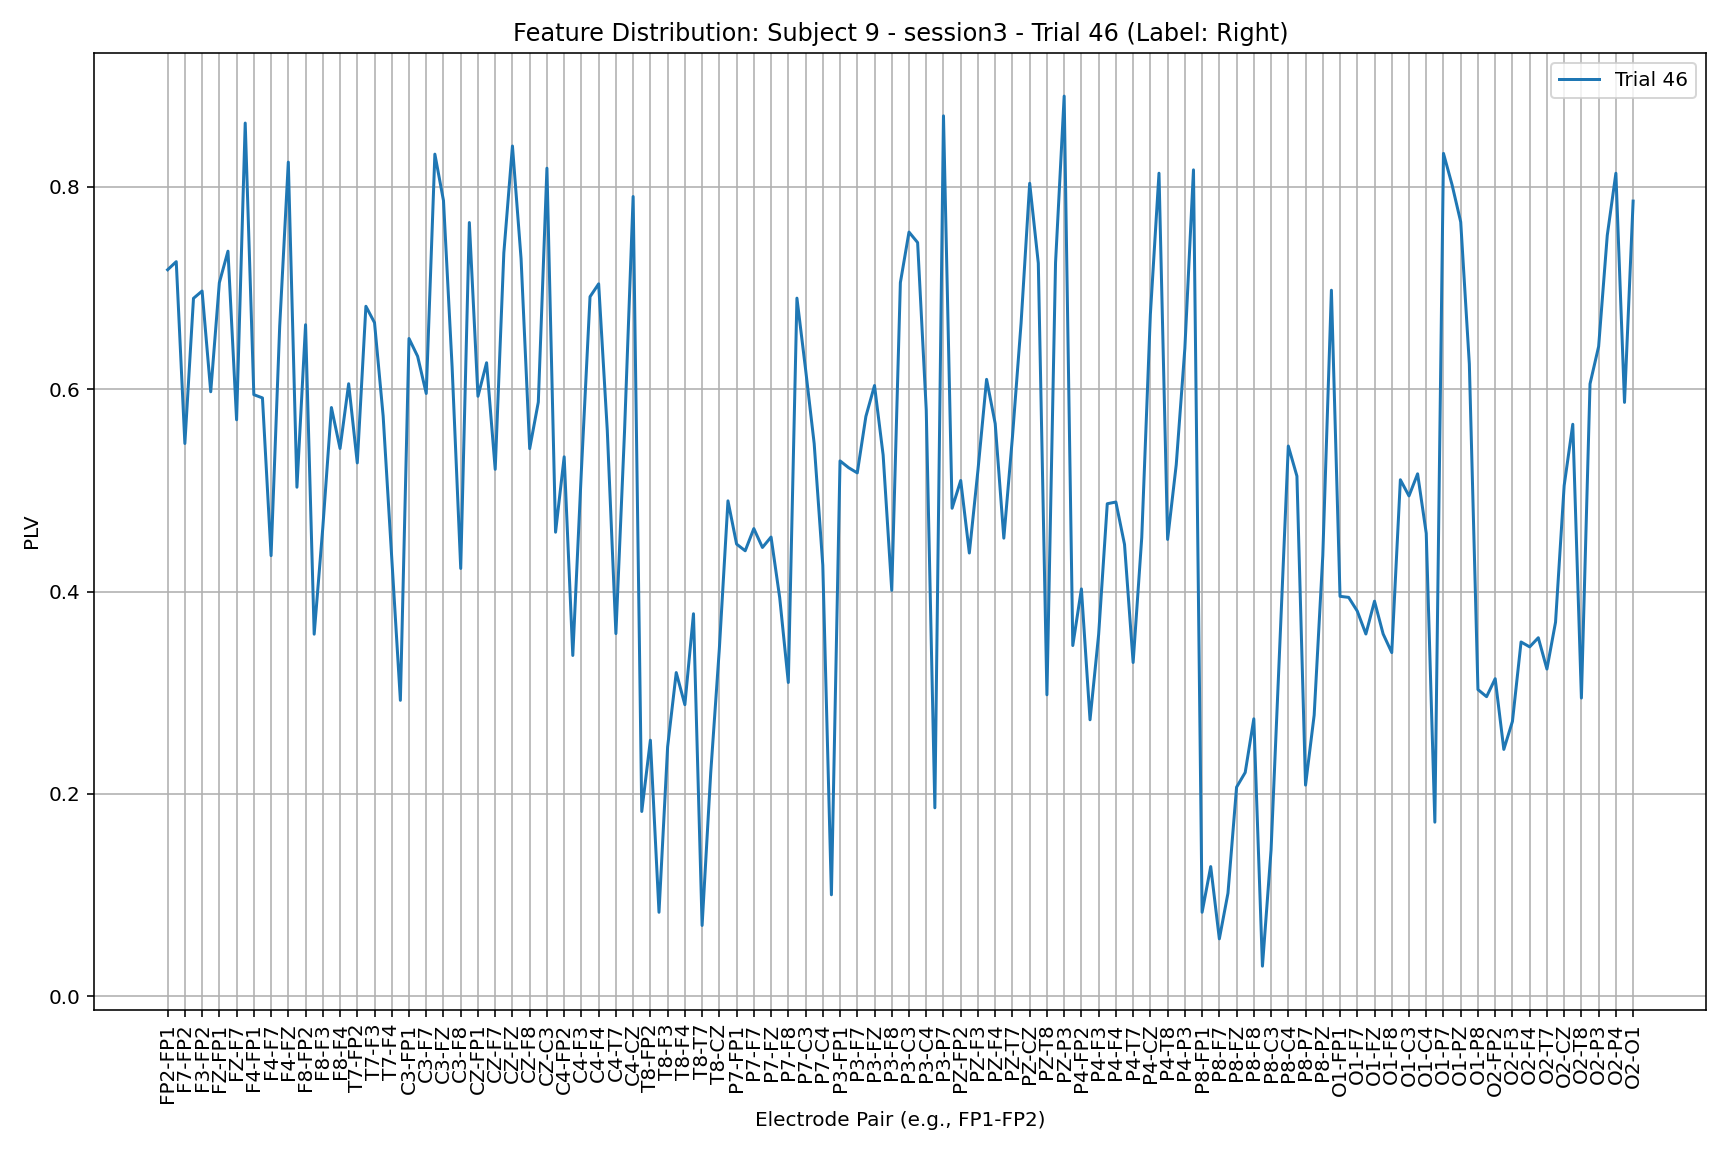 Feature Distribution: Subject 9 - session3 - Trial 46 (Label: Right)
Trial 46
PLV
0.8
0.6
0.4
0.2
0.0
FP2-FP1
F7-FP2
F3-FP2
FZ-FP1
FZ-F7
F4-FP1
F4-F7
F4-FZ
F8-FP2
F8-F3
F8-F4
T7-FP2
T7-F3
T7-F4
C3-FP1
C3-F7
C3-FZ
C3-F8
CZ-FP1
CZ-F7
CZ-FZ
CZ-F8
CZ-C3
C4-FP2
C4-F3
C4-F4
C4-T7
C4-CZ
T8-FP2
T8-F3
T8-F4
T8-T7
T8-CZ
P7-FP1
P7-F7
P7-FZ
P7-F8
P7-C3
P7-C4
P3-FP1
P3-F7
P3-FZ
P3-F8
P3-C3
P3-C4
P3-P7
PZ-FP2
PZ-F3
PZ-F4
PZ-T7
PZ-CZ
PZ-T8
PZ-P3
P4-FP2
P4-F3
P4-F4
P4-T7
P4-CZ
P4-T8
P4-P3
P8-FP1
P8-F7
P8-FZ
P8-F8
P8-C3
P8-C4
P8-P7
P8-PZ
O1-FP1
O1-F7
O1-FZ
O1-F8
O1-C3
O1-C4
O1-P7
O1-PZ
O1-P8
O2-FP2
O2-F3
O2-F4
O2-T7
O2-CZ
O2-T8
O2-P3
O2-P4
O2-O1
Electrode Pair (e.g., FP1-FP2)